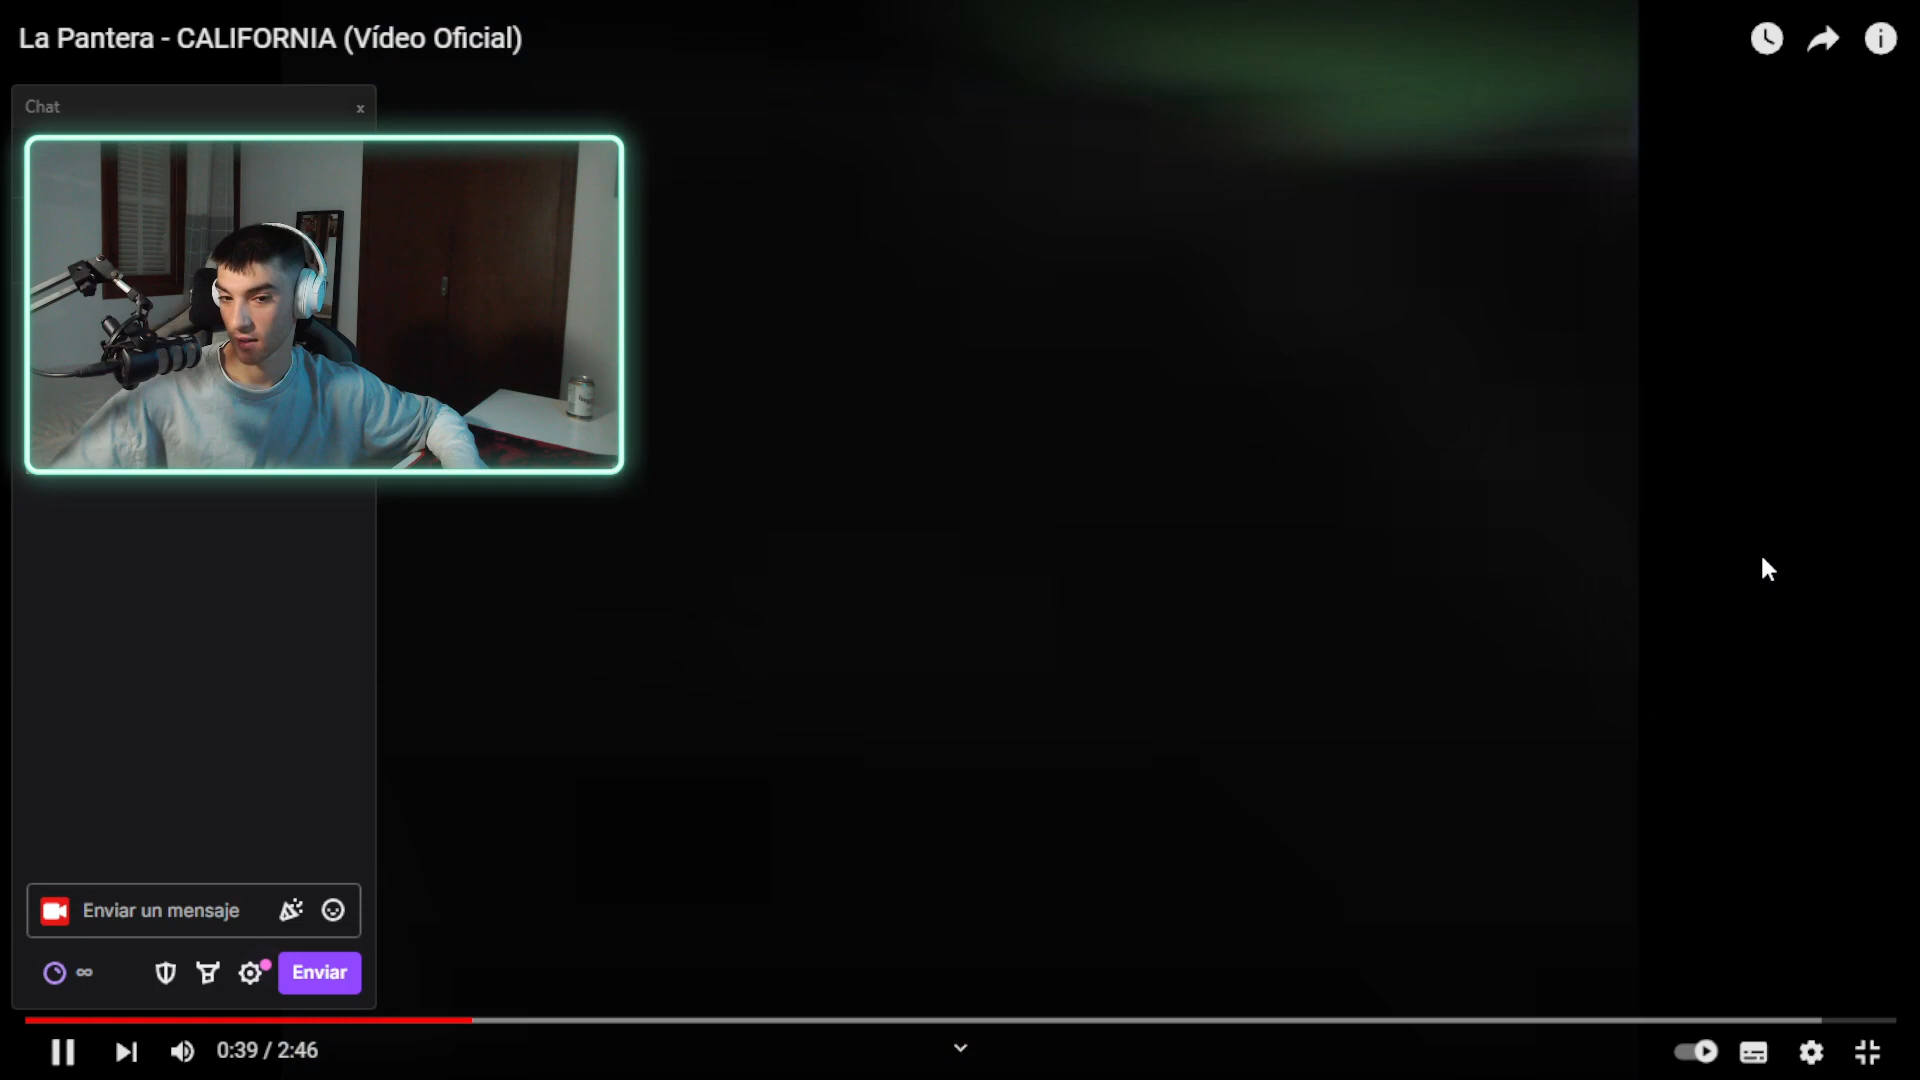 La Pantera - CALIFORNIA (Vídeo Oficial)
Chat
x
Enviar un mensaje
Enviar
0:39 / 2:46